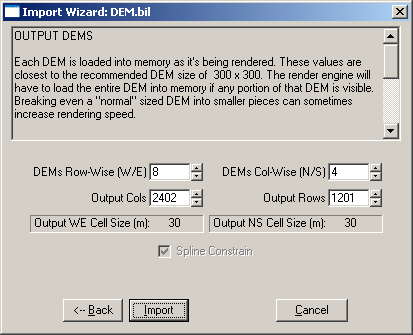 Import Wizard: DEM.bil
OUTPUT DEMS
Each DEM is loaded into memory as it's being rendered. These values are
closest to the recommended DEM size of  300 x 300. The render engine will
have to load the entire DEM into memory if any portion of that DEM is visible.
Breaking even a "normal" sized DEM into smaller pieces can sometimes
increase rendering speed.
DEMs Row-Wise (W/E) 8 DEMs Col-Wise (N/S) 4
Output Cols 2402 Output Rows 1201
Output WE Cell Size (m): 30 Output NS Cell Size (m): 30
Spline Constrain
<-- Back Import Cancel